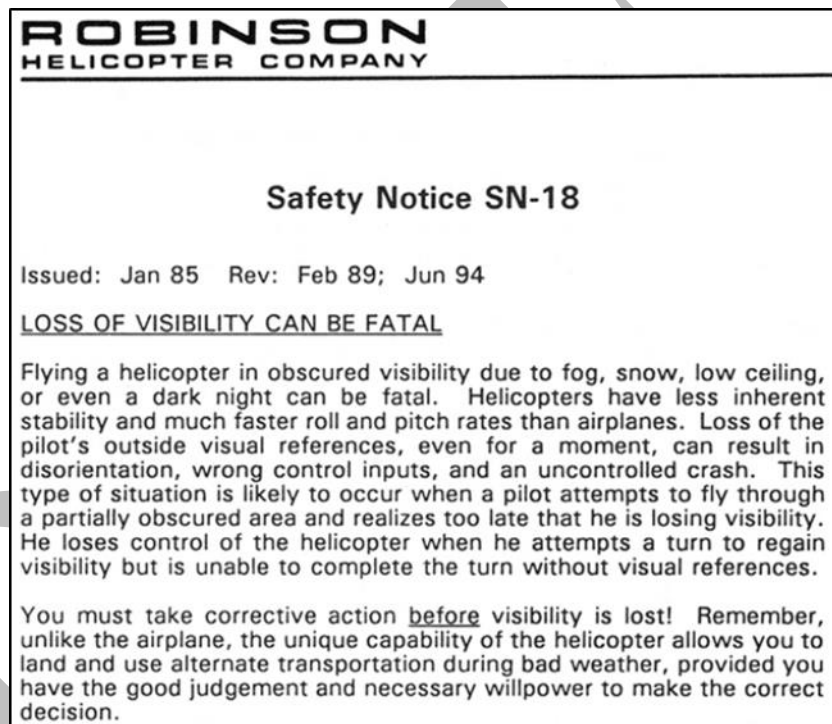 ROBINSON
HELICOPTER COMPANY
Safety Notice SN-18
Issued: Jan 85 Rev: Feb 89; Jun 94
LOSS OF VISIBILITY CAN BE FATAL
Flying a helicopter in obscured visibility due to fog, snow, low ceiling,
or even a dark night can be fatal. Helicopters have less inherent
stability and much faster roll and pitch rates than airplanes. Loss of the
pilot's outside visual references, even for a moment, can result in
disorientation, wrong control inputs, and an uncontrolled crash. This
type of situation is likely to occur when a pilot attempts to fly through
a partially obscured area and realizes too late that he is losing visibility.
He loses control of the helicopter when he attempts a turn to regain
visibility but is unable to complete the turn without visual references.
You must take corrective action before visibility is lost! Remember,
unlike the airplane, the unique capability of the helicopter allows you to
land and use alternate transportation during bad weather, provided you
have the good judgement and necessary willpower to make the correct
decision.